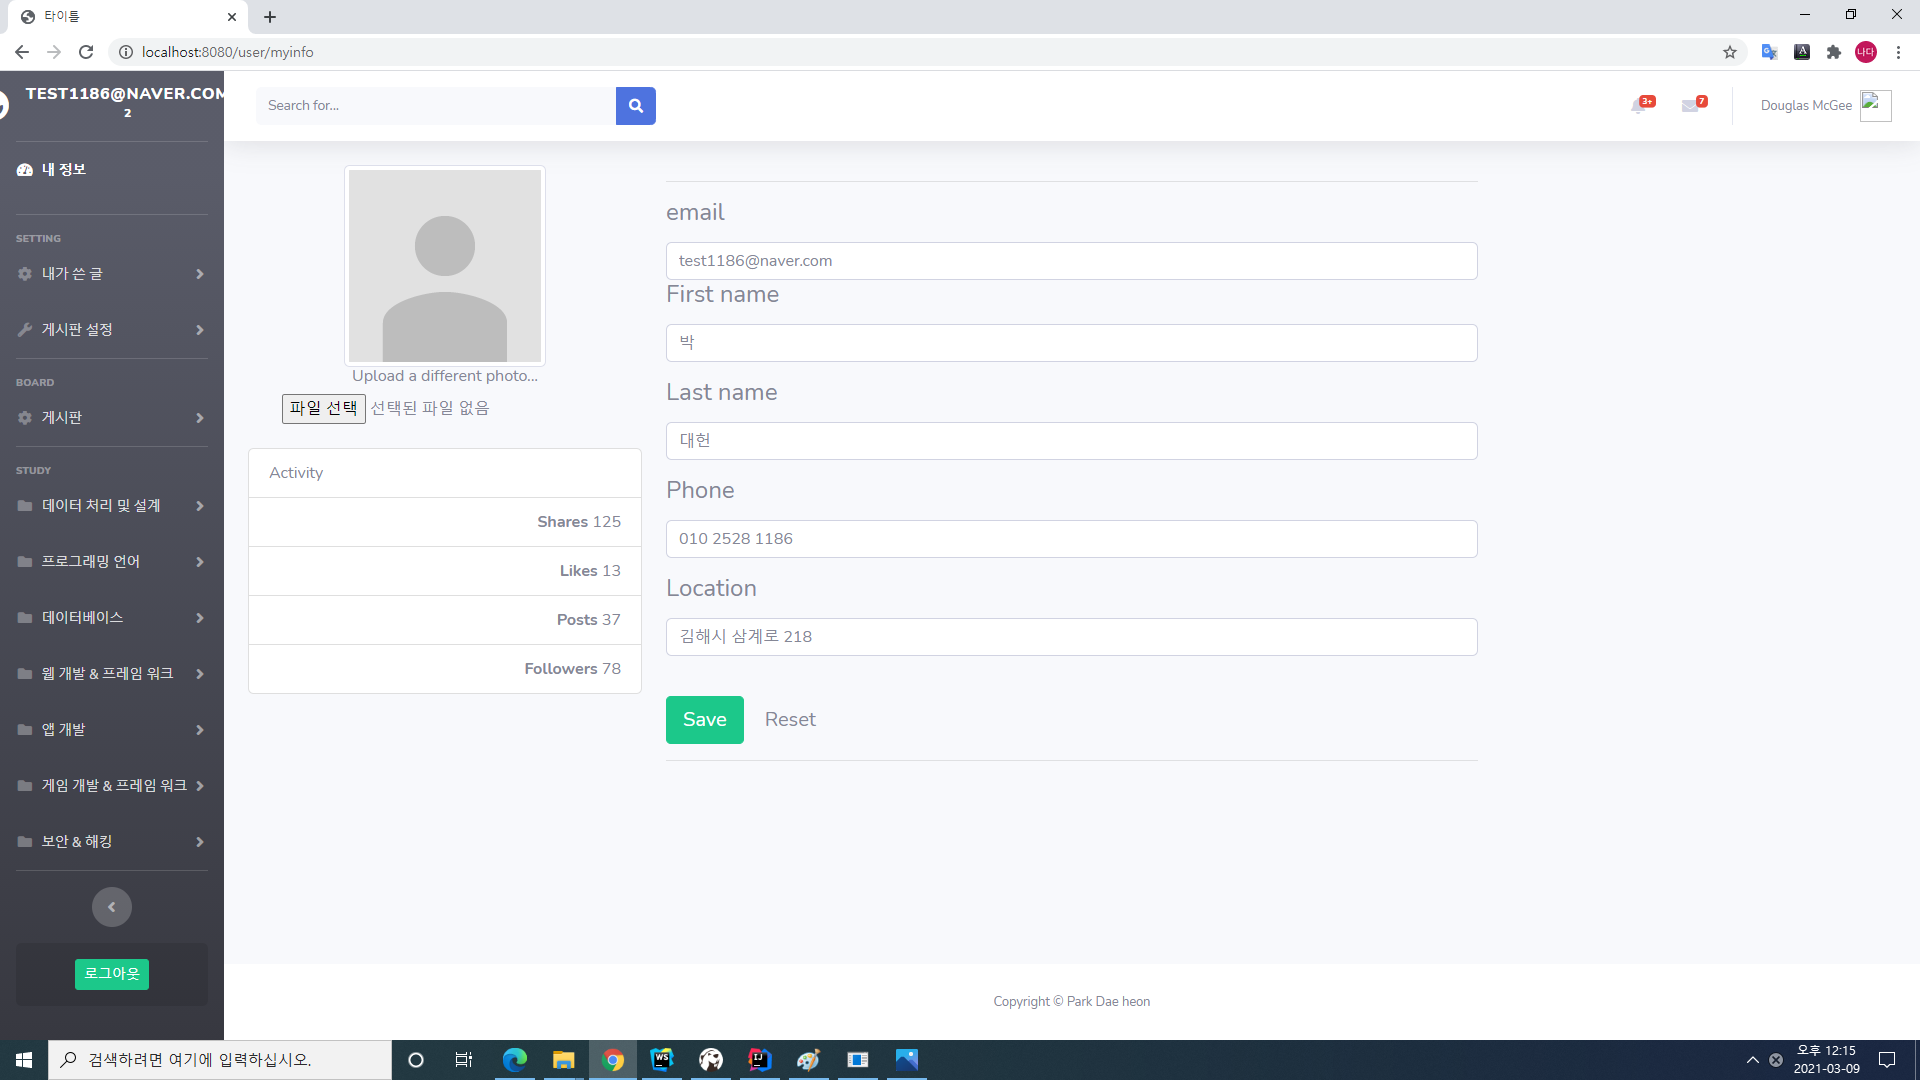 타이틀
localhost:8080/user/myinfo
나다
TEST1186@NAVER.COM
2
내 정보
SETTING
내가 쓴 글
게시판 설정
BOARD
게시판
STUDY
데이터 처리 및 설계
프로그래밍 언어
데이터베이스
웹 개발 & 프레임 워크
앱 개발
게임 개발 & 프레임 워크
보안 & 해킹
로그아웃
Search for...
3+
7
Douglas McGee
Upload a different photo...
파일 선택 선택된 파일 없음
Activity
Shares 125
Likes 13
Posts 37
Followers 78
email
test1186@naver.com
First name
박
Last name
대헌
Phone
010 2528 1186
Location
김해시 삼계로 218
Save Reset
Copyright © Park Dae heon
검색하려면 여기에 입력하십시오.
WS
IJ
오후 12:15
2021-03-09